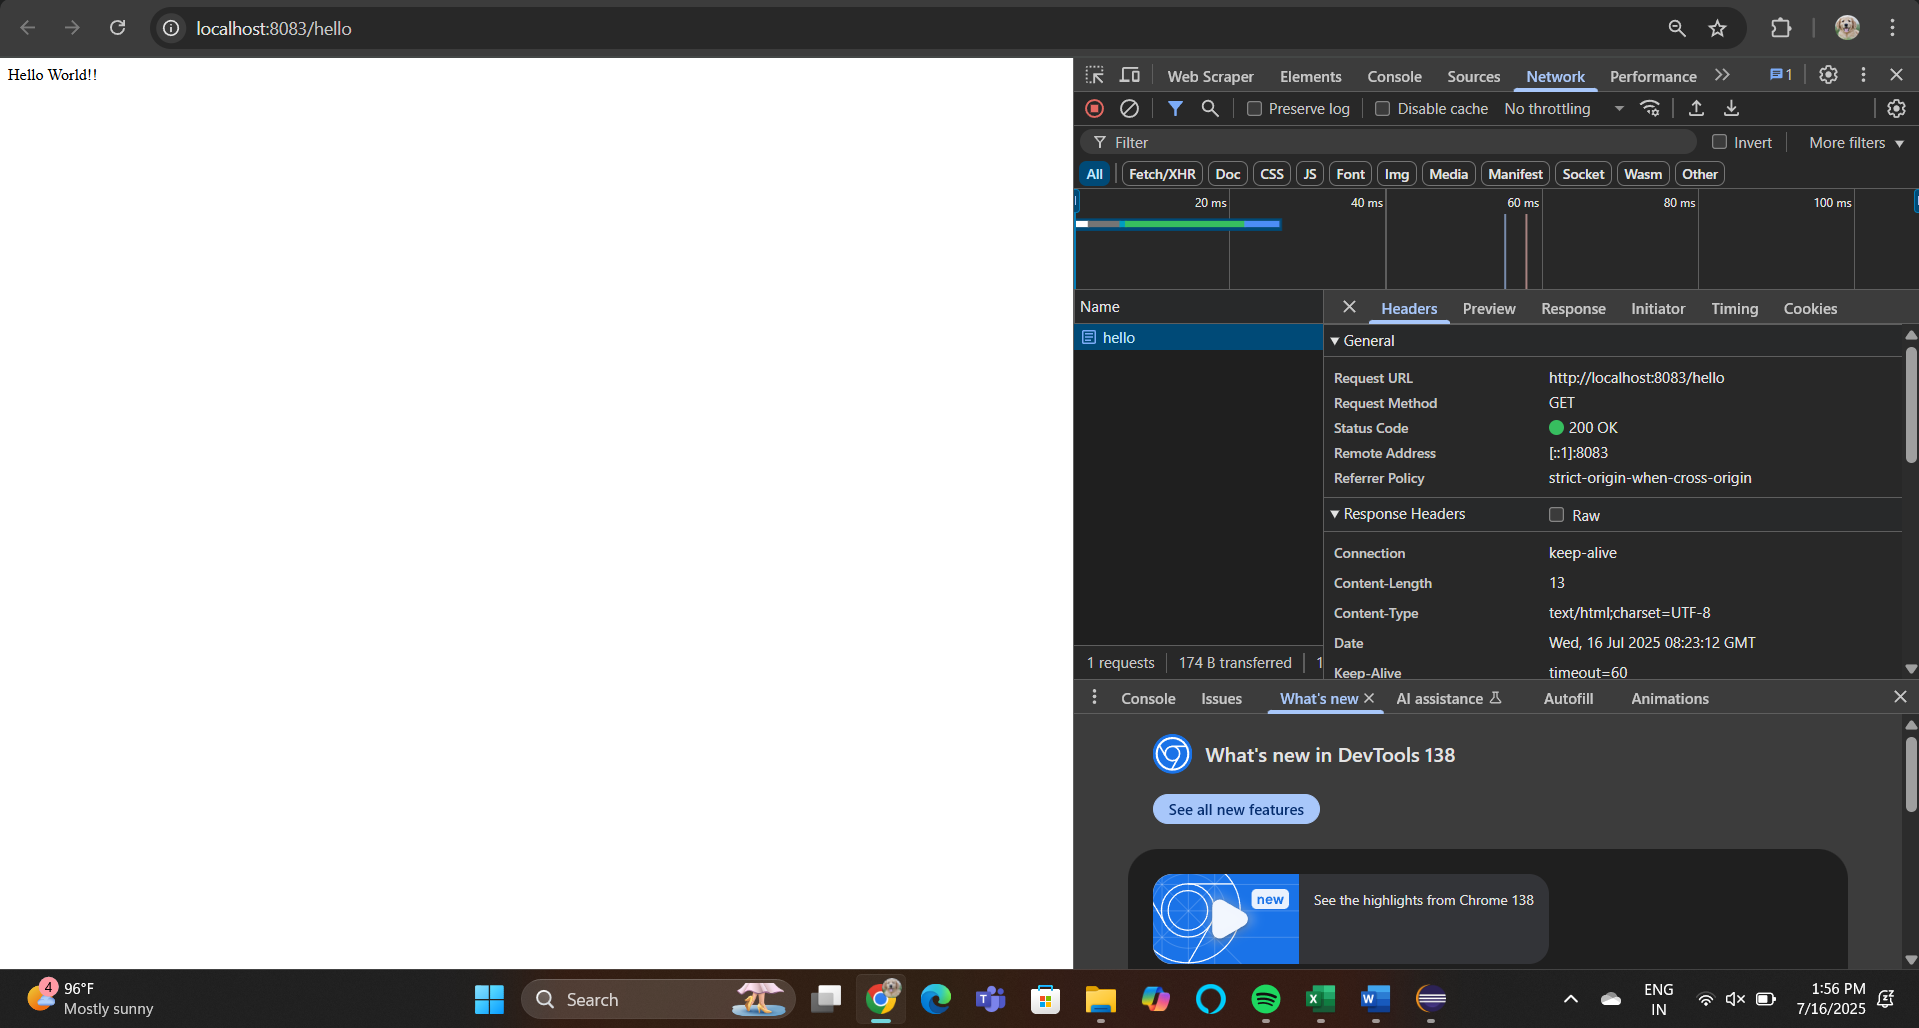 localhost:8083/hello
Hello World!!
Web Scraper Elements Console Sources Network Performance 1
Preserve log Disable cache No throttling
Filter Invert More filters
All Fetch/XHR Doc CSS JS Font Img Media Manifest Socket Wasm Other
20 ms 40 ms 60 ms 80 ms 100 ms
Name
hello
1 requests 174 B transferred 1
Headers Preview Response Initiator Timing Cookies
General
Request URL http://localhost:8083/hello
Request Method GET
Status Code 200 OK
Remote Address [::1]:8083
Referrer Policy strict-origin-when-cross-origin
Response Headers Raw
Connection keep-alive
Content-Length 13
Content-Type text/html;charset=UTF-8
Date Wed, 16 Jul 2025 08:23:12 GMT
Keep-Alive timeout=60
Console Issues What's new AI assistance Autofill Animations
What's new in DevTools 138
See all new features
new
See the highlights from Chrome 138
4
96°F
Mostly sunny
Search
ENG
IN
1:56 PM
7/16/2025